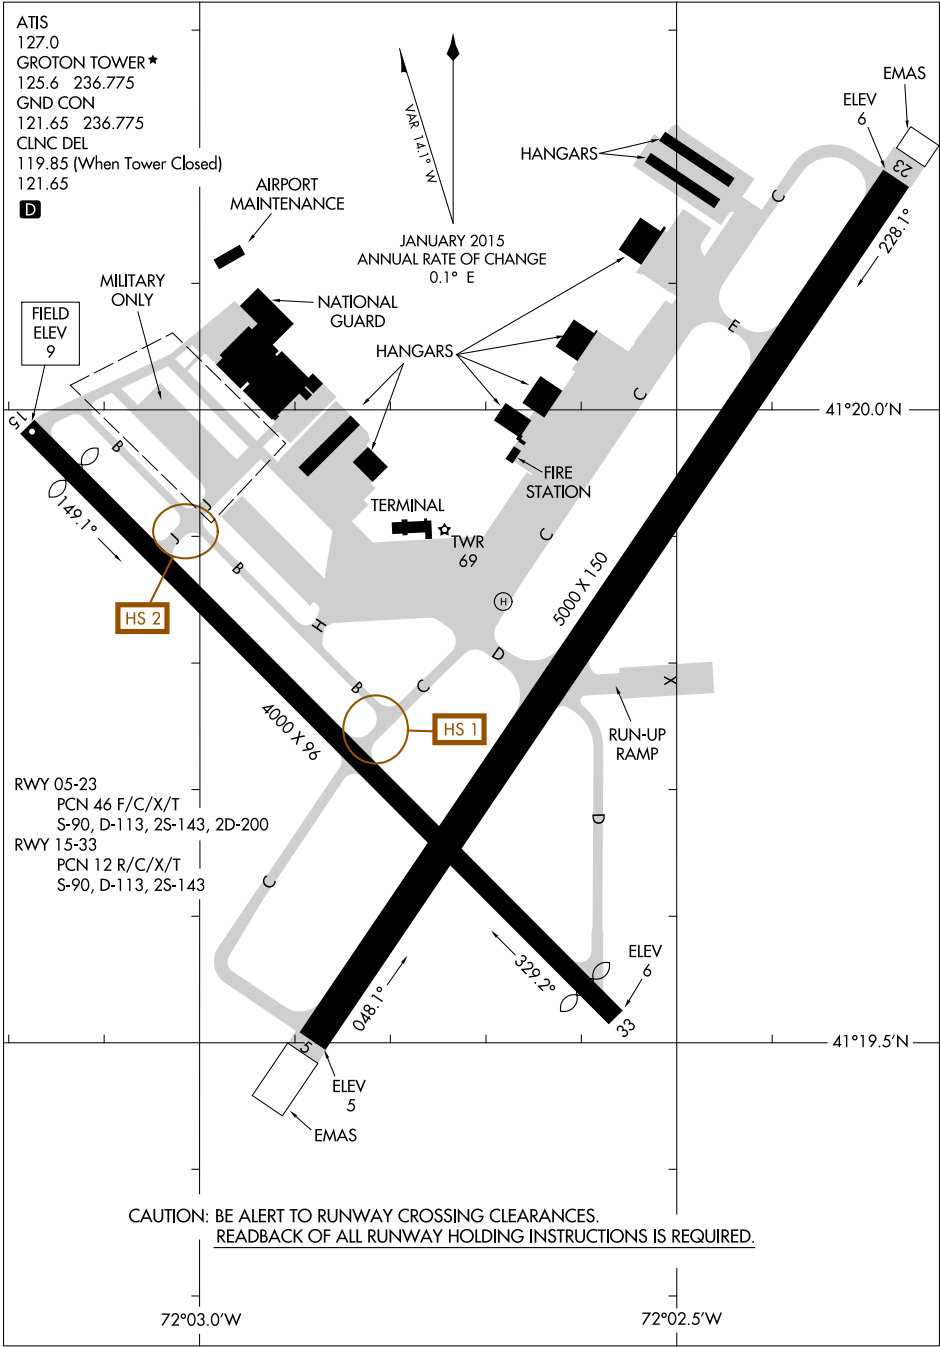 ATIS
127.0
GROTON TOWER★
125.6 236.775
GND CON
121.65 236.775
CLNC DEL
119.85 (When Tower Closed)
121.65
D
VAR 14.1° W
JANUARY 2015
ANNUAL RATE OF CHANGE
0.1° E
EMAS
ELEV
6
23
228.1°
HANGARS
C
AIRPORT
MAINTENANCE
MILITARY
ONLY
NATIONAL
GUARD
FIELD
ELEV
9
HANGARS
E
C
15
41°20.0'N
B
149.1°
J
J
FIRE
STATION
TERMINAL
TWR
69
C
B
HS 2
H
H
5000 X 150
D
X
B
C
RUN-UP
RAMP
HS 1
4000 X 96
RWY 05-23
PCN 46 F/C/X/T
S-90, D-113, 2S-143, 2D-200
RWY 15-33
PCN 12 R/C/X/T
S-90, D-113, 2S-143
D
C
329.2°
ELEV
6
33
048.1°
5
41°19.5'N
ELEV
5
EMAS
CAUTION: BE ALERT TO RUNWAY CROSSING CLEARANCES.
READBACK OF ALL RUNWAY HOLDING INSTRUCTIONS IS REQUIRED.
72°03.0'W
72°02.5'W